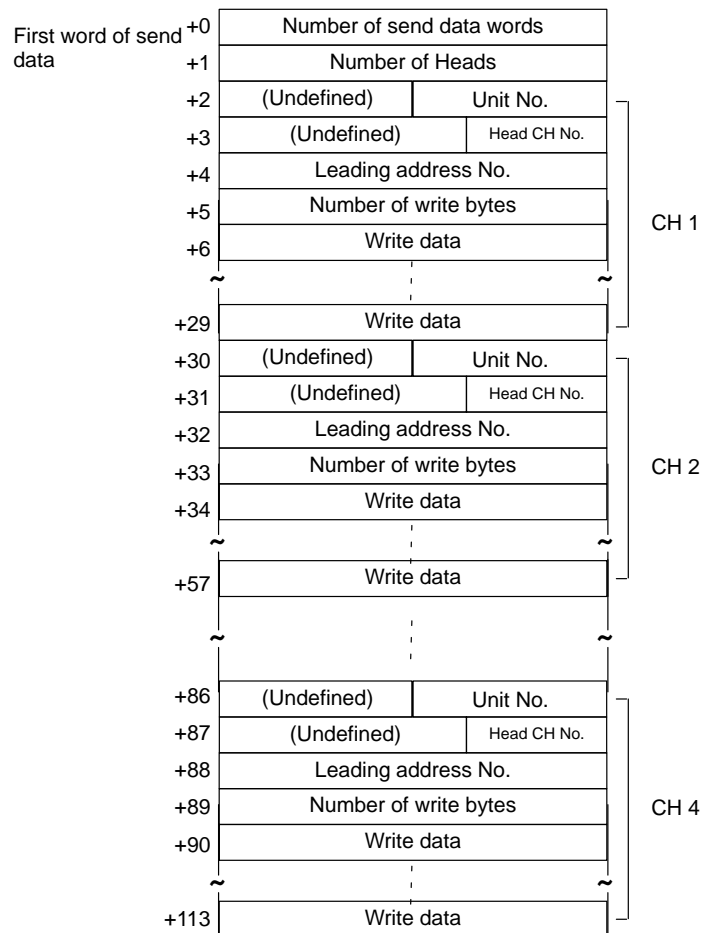 First word of send
data
+0 Number of send data words
+1 Number of Heads
+2 (Undefined) Unit No.
+3 (Undefined) Head CH No.
+4 Leading address No.
+5 Number of write bytes
+6 Write data
CH 1
~ ~
+29 Write data
+30 (Undefined) Unit No.
+31 (Undefined) Head CH No.
+32 Leading address No.
+33 Number of write bytes
CH 2
+34 Write data
~ ~
+57 Write data
~ ~
+86 (Undefined) Unit No.
+87 (Undefined) Head CH No.
+88 Leading address No.
+89 Number of write bytes
CH 4
+90 Write data
~ ~
+113 Write data